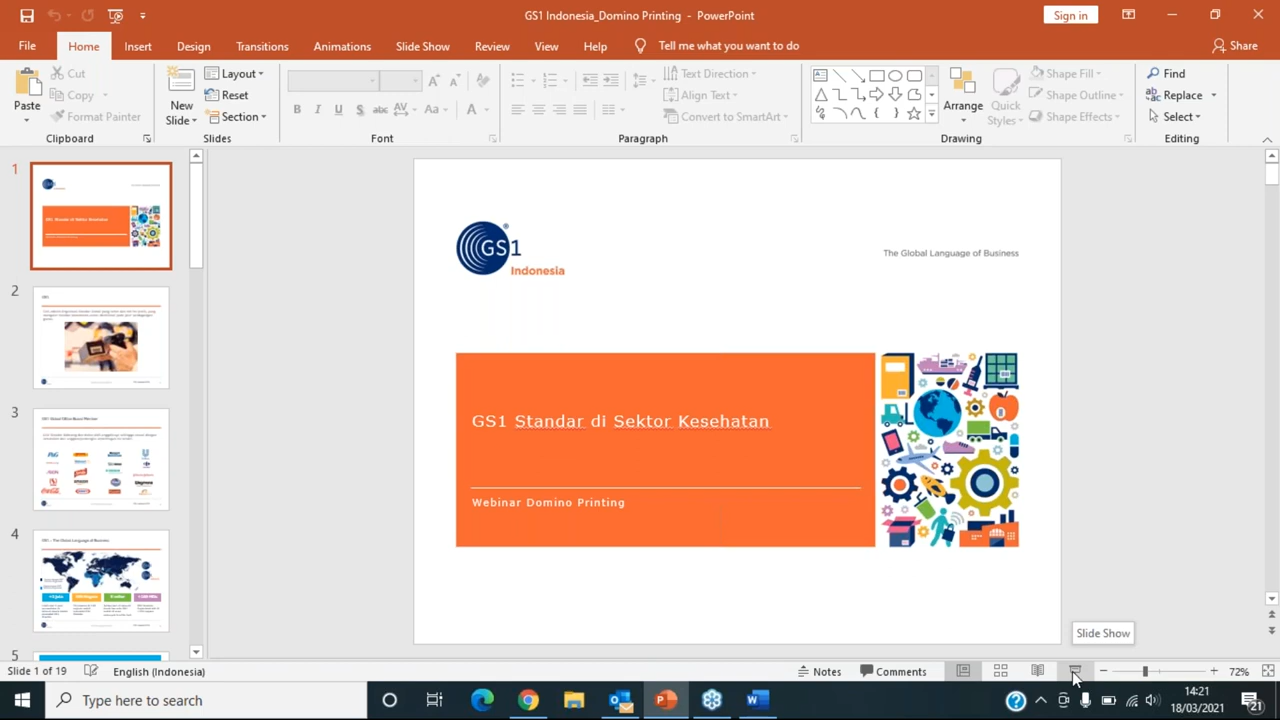 GS1 Indonesia_Domino Printing - PowerPoint
Sign in
File
Home
Insert
Design
Transitions
Animations
Slide Show
Review
View
Help
Tell me what you want to do
Share
Paste
Cut
Copy
Format Painter
Clipboard
New
Slide
Layout
Reset
Section
Slides
Font
Text Direction
Align Text
Convert to SmartArt
Paragraph
Arrange
Quick
Styles
Shape Fill
Shape Outline
Shape Effects
Drawing
Find
Replace
Select
Editing
1
2
3
4
5
GS1
Indonesia
The Global Language of Business
GS1 Standar di Sektor Kesehatan
Webinar Domino Printing
Slide Show
Slide 1 of 19
English (Indonesia)
Notes
Comments
72%
Type here to search
14:21
18/03/2021
21